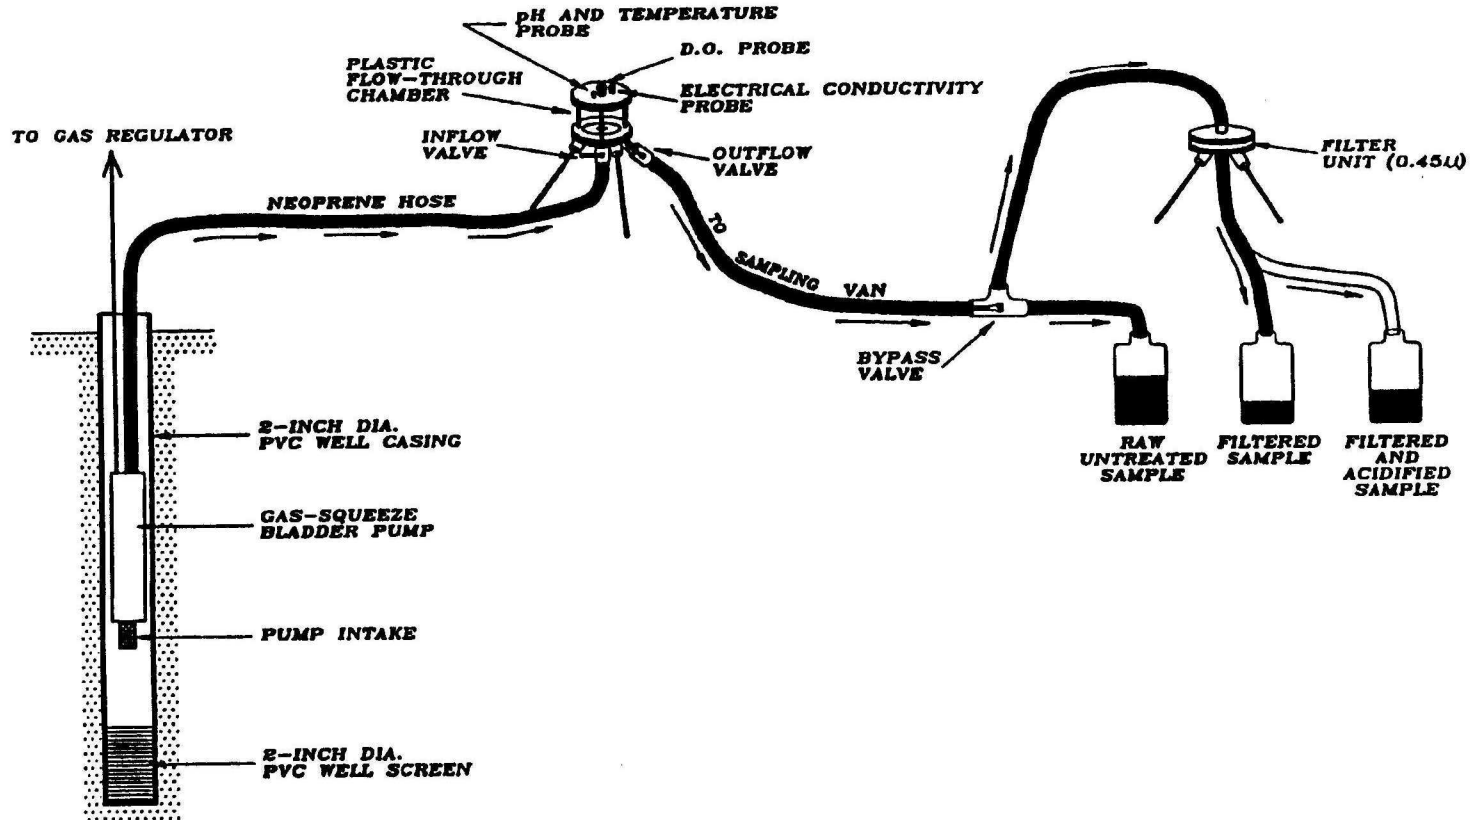 pH AND TEMPERATURE
PROBE
D.O. PROBE
PLASTIC
FLOW-THROUGH
CHAMBER
ELECTRICAL CONDUCTIVITY
PROBE
TO GAS REGULATOR
INFLOW
VALVE
OUTFLOW
VALVE
FILTER
UNIT (0.45U)
NEOPRENE HOSE
TO
SAMPLING
VAN
BYPASS
VALVE
2-INCH DIA.
PVC WELL CASING
RAW
UNTREATED
SAMPLE
FILTERED
SAMPLE
FILTERED
AND
ACIDIFIED
SAMPLE
GAS-SQUEEZE
BLADDER PUMP
PUMP INTAKE
2-INCH DIA.
PVC WELL SCREEN